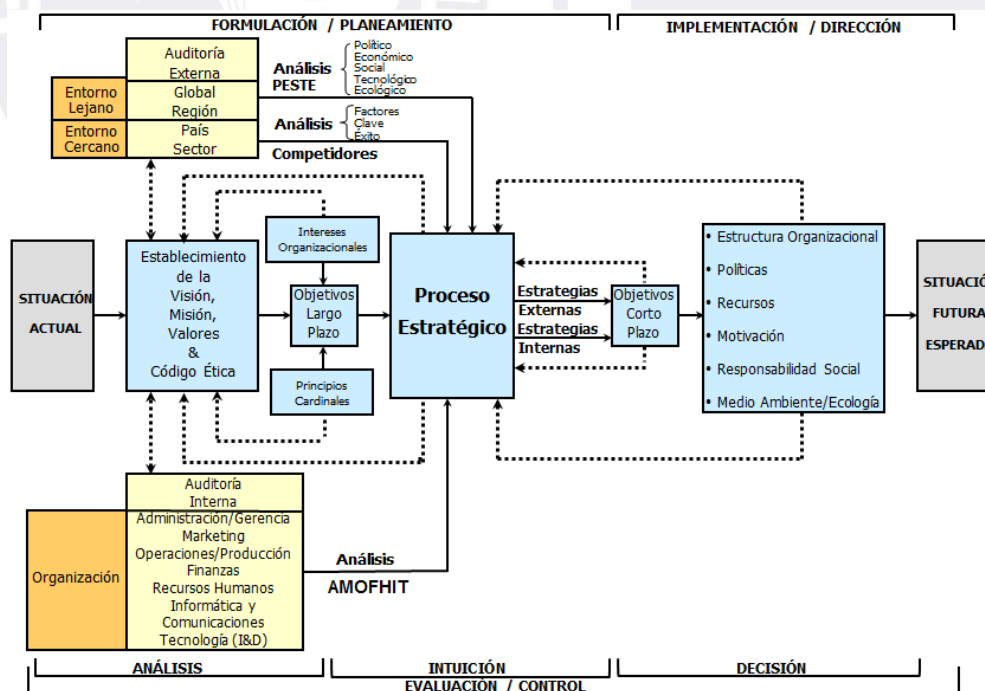 FORMULACIÓN / PLANEAMIENTO
IMPLEMENTACIÓN / DIRECCIÓN
Auditoría
Externa
Entorno
Lejano
Global
Región
Entorno
Cercano
País
Sector
Análisis
PESTE
Político
Económico
Social
Tecnológico
Ecológico
Análisis
Factores
Clave
Éxito
Competidores
SITUACIÓN
ACTUAL
Establecimiento
de la
Visión,
Misión,
Valores
&
Código Ética
Intereses
Organizacionales
Objetivos
Largo
Plazo
Principios
Cardinales
Proceso
Estratégico
Estrategias
Externas
Estrategias
Internas
Objetivos
Corto
Plazo
• Estructura Organizacional
• Políticas
• Recursos
• Motivación
• Responsabilidad Social
• Medio Ambiente/Ecología
SITUACIÓ
FUTURA
ESPERAD
Auditoría
Interna
Organización
Administración/Gerencia
Marketing
Operaciones/Producción
Finanzas
Recursos Humanos
Informática y
Comunicaciones
Tecnología (I&D)
Análisis
AMOFHIT
ANÁLISIS
INTUICIÓN
DECISIÓN
EVALUACIÓN / CONTROL